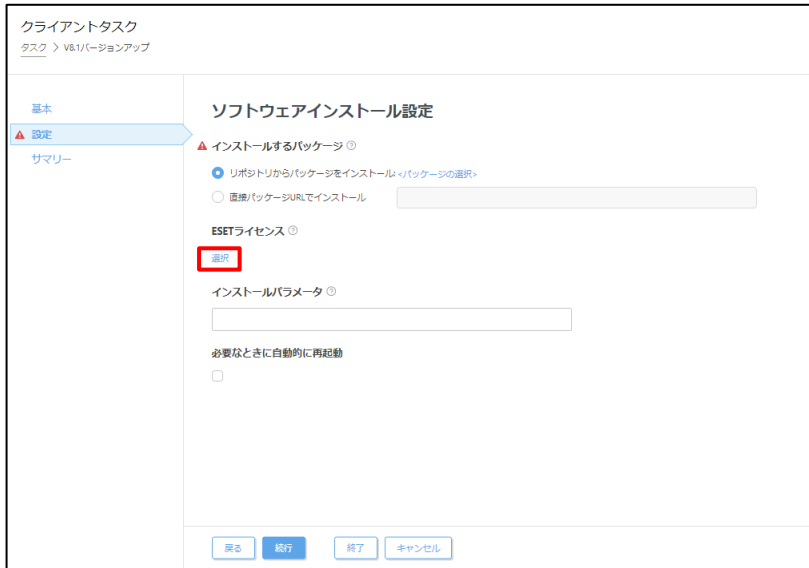 クライアントタスク
タスク > V8.1バージョンアップ
基本
設定
サマリー
ソフトウェアインストール設定
インストールするパッケージ
リポジトリからパッケージをインストール: <パッケージの選択>
直接パッケージURLでインストール
ESETライセンス
選択
インストールパラメータ
必要なときに自動的に再起動
戻る 続行 終了 キャンセル